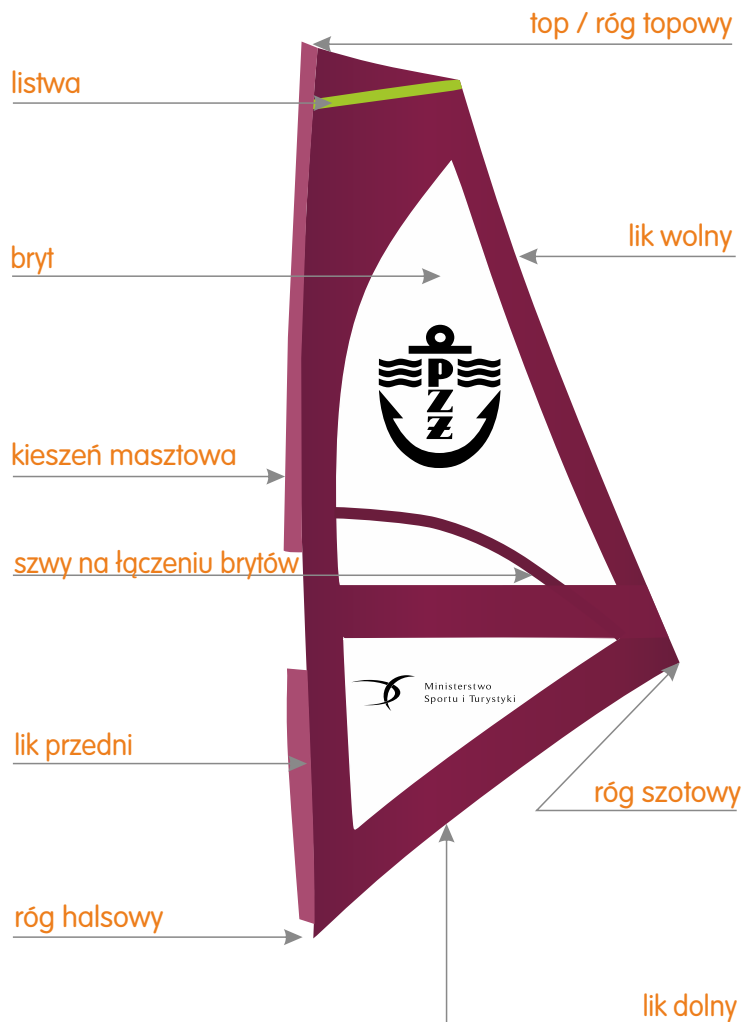 top / róg topowy
listwa
lik wolny
bryt
P
Z
Ż
kieszeń masztowa
szwy na łączeniu brytów
Ministerstwo
Sportu i Turystyki
lik przedni
róg szotowy
róg halsowy
lik dolny